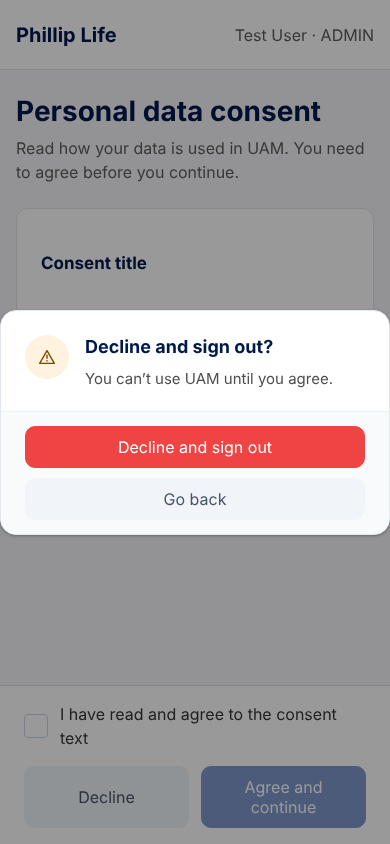 Phillip Life
Test User · ADMIN
Personal data consent
Read how your data is used in UAM. You need
to agree before you continue.
Consent title
Decline and sign out?
You can’t use UAM until you agree.
Decline and sign out
Go back
I have read and agree to the consent
text
Decline
Agree and
continue